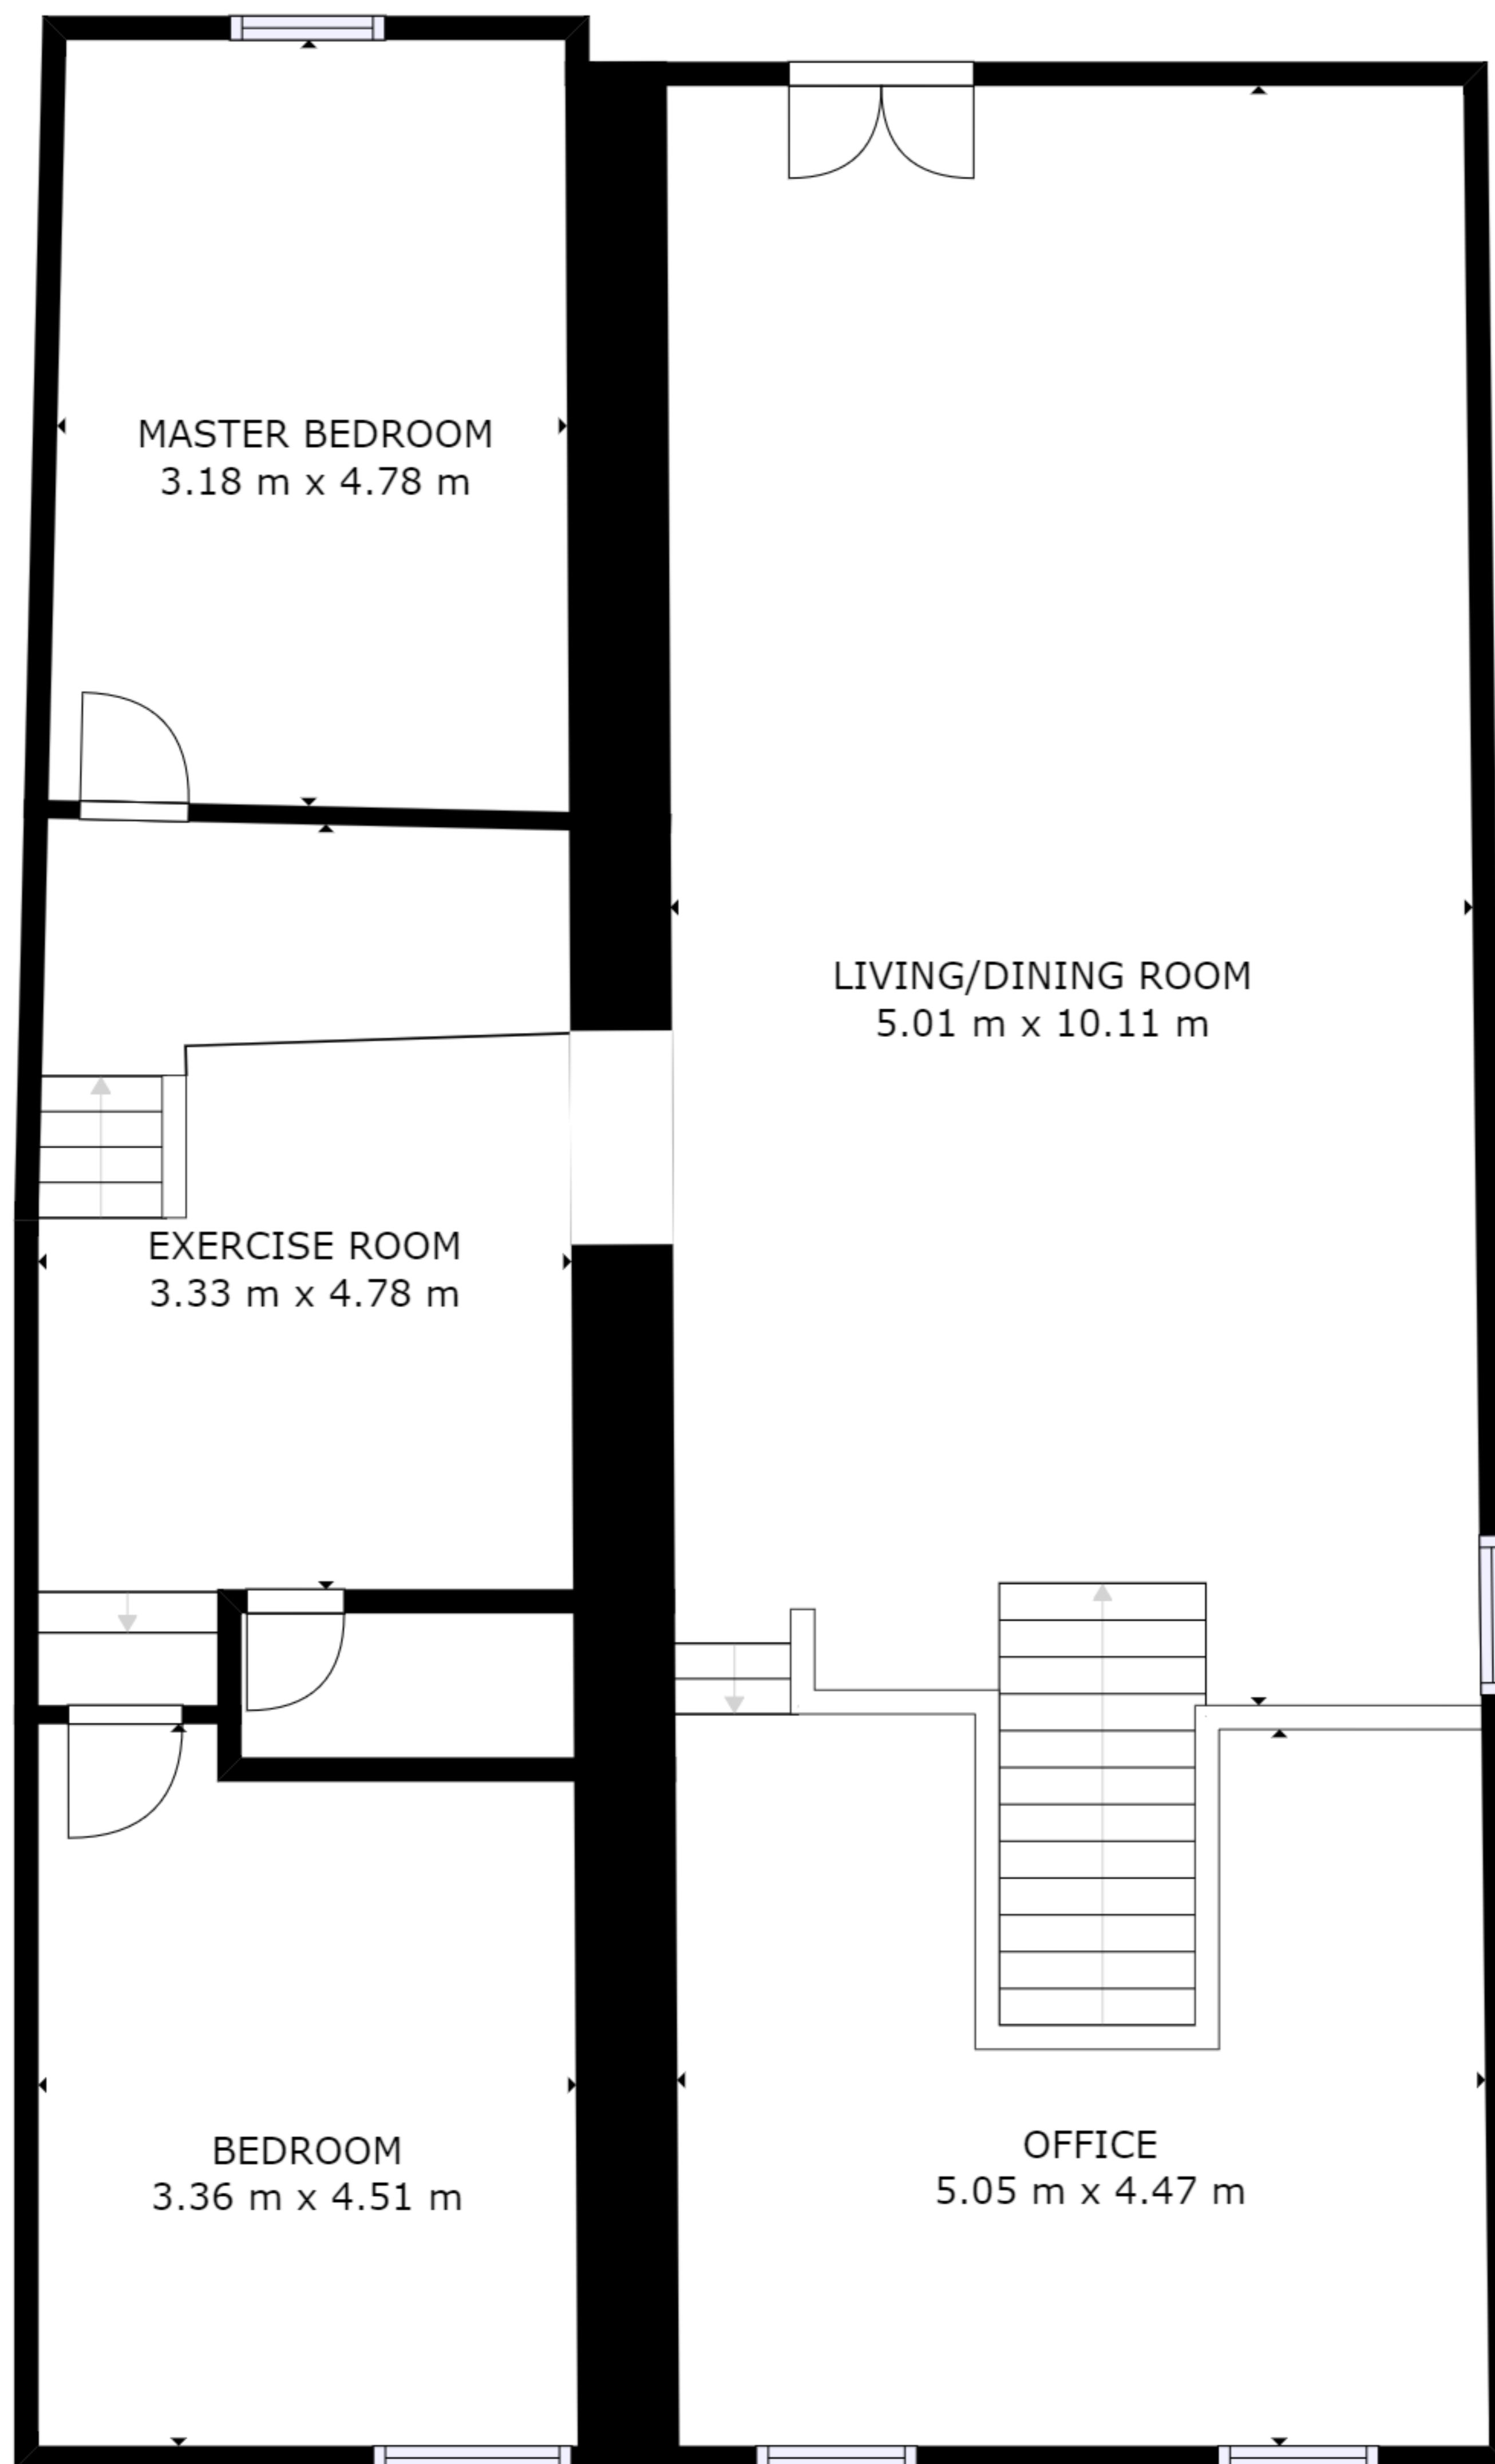 MASTER BEDROOM
3.18 m x 4.78 m
LIVING/DINING ROOM
5.01 m x 10.11 m
EXERCISE ROOM
3.33 m x 4.78 m
BEDROOM
3.36 m x 4.51 m
OFFICE
5.05 m x 4.47 m